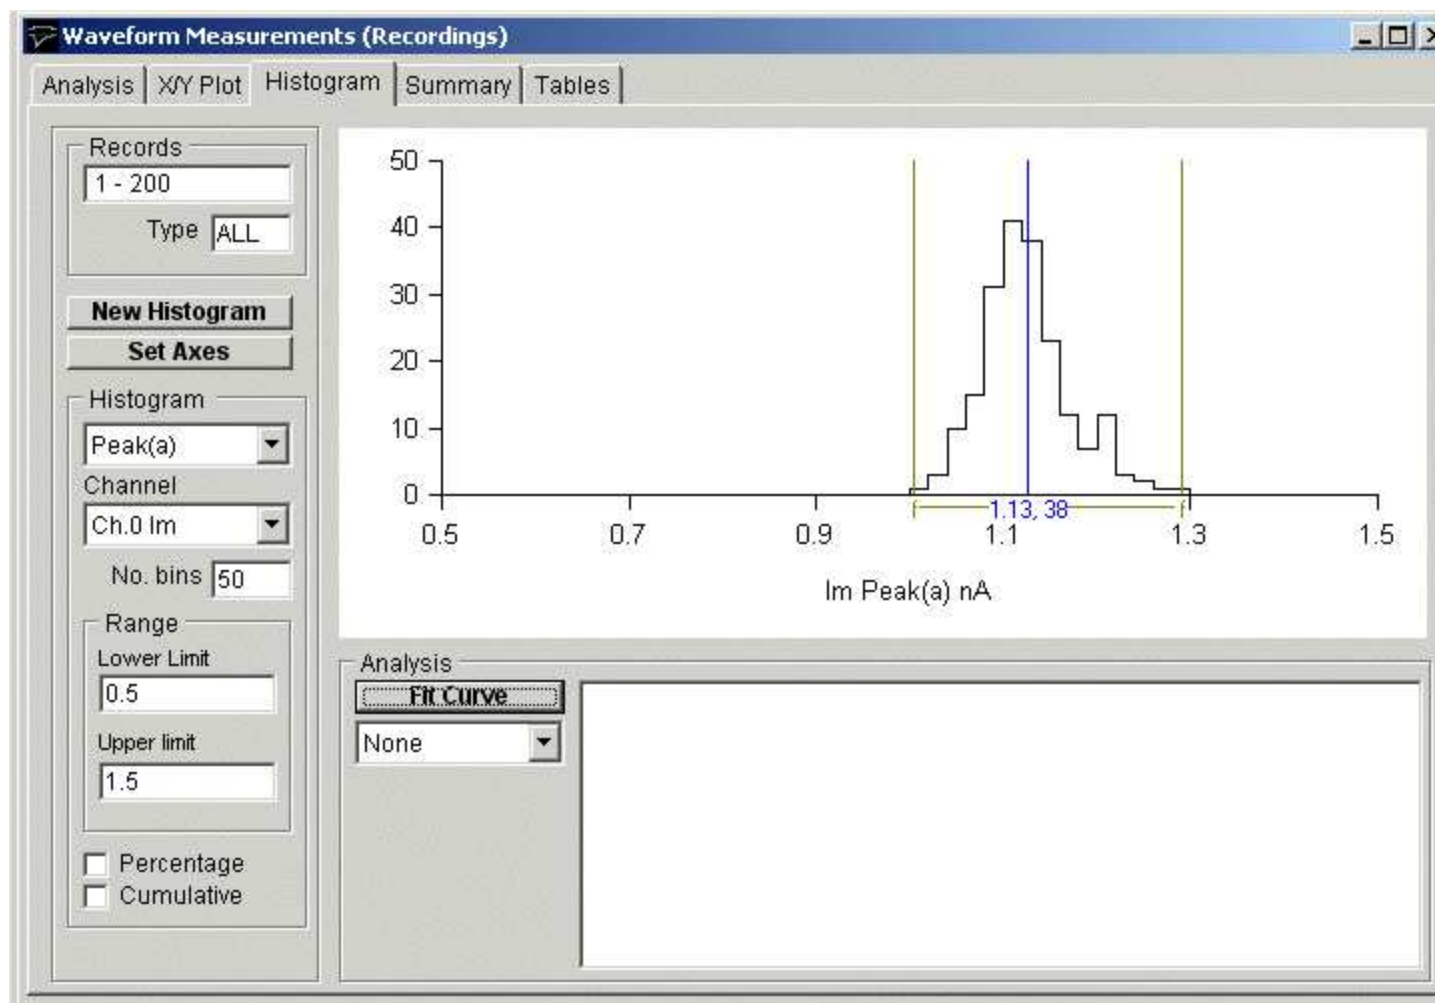 Waveform Measurements (Recordings)
Analysis X/Y Plot Histogram Summary Tables
Records
1 - 200
Type ALL
New Histogram
Set Axes
Histogram
Peak(a)
Channel
Ch.0 Im
No. bins 50
Range
Lower Limit
0.5
Upper limit
1.5
Percentage
Cumulative
50
40
30
20
10
0
1.13, 38
0.5 0.7 0.9 1.1 1.3 1.5
Im Peak(a) nA
Analysis
Fit Curve
None